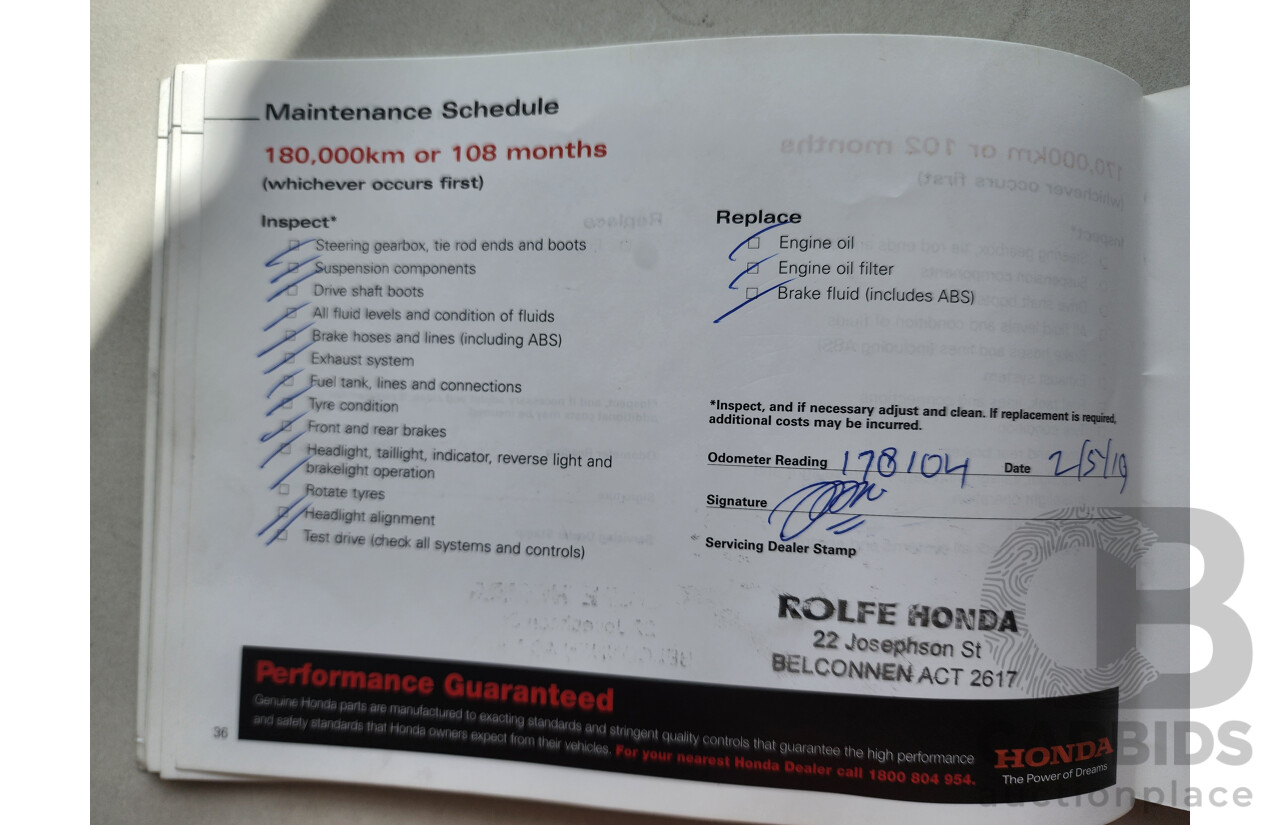 Maintenance Schedule
180,000km or 108 months
(whichever occurs first)
Inspect*
Steering gearbox, tie rod ends and boots
Suspension components
Drive shaft boots
All fluid levels and condition of fluids
Brake hoses and lines (including ABS)
Exhaust system
Fuel tank, lines and connections
Tyre condition
Front and rear brakes
Headlight, taillight, indicator, reverse light and
brakelight operation
Rotate tyres
Headlight alignment
Test drive (check all systems and controls)
Replace
Engine oil
Engine oil filter
Brake fluid (includes ABS)
*Inspect, and if necessary adjust and clean. If replacement is required,
additional costs may be incurred.
Odometer Reading 178104 Date 2/5/19
Signature
Servicing Dealer Stamp
ROLFE HONDA
22 Josephson St
BELCONNEN ACT 2617
Performance Guaranteed
Genuine Honda parts are manufactured to exacting standards and stringent quality controls that guarantee the high performance
and safety standards that Honda owners expect from their vehicles. For your nearest Honda Dealer call 1800 804 954.
HONDA
The Power of Dreams
36
BIDS
auctionplace